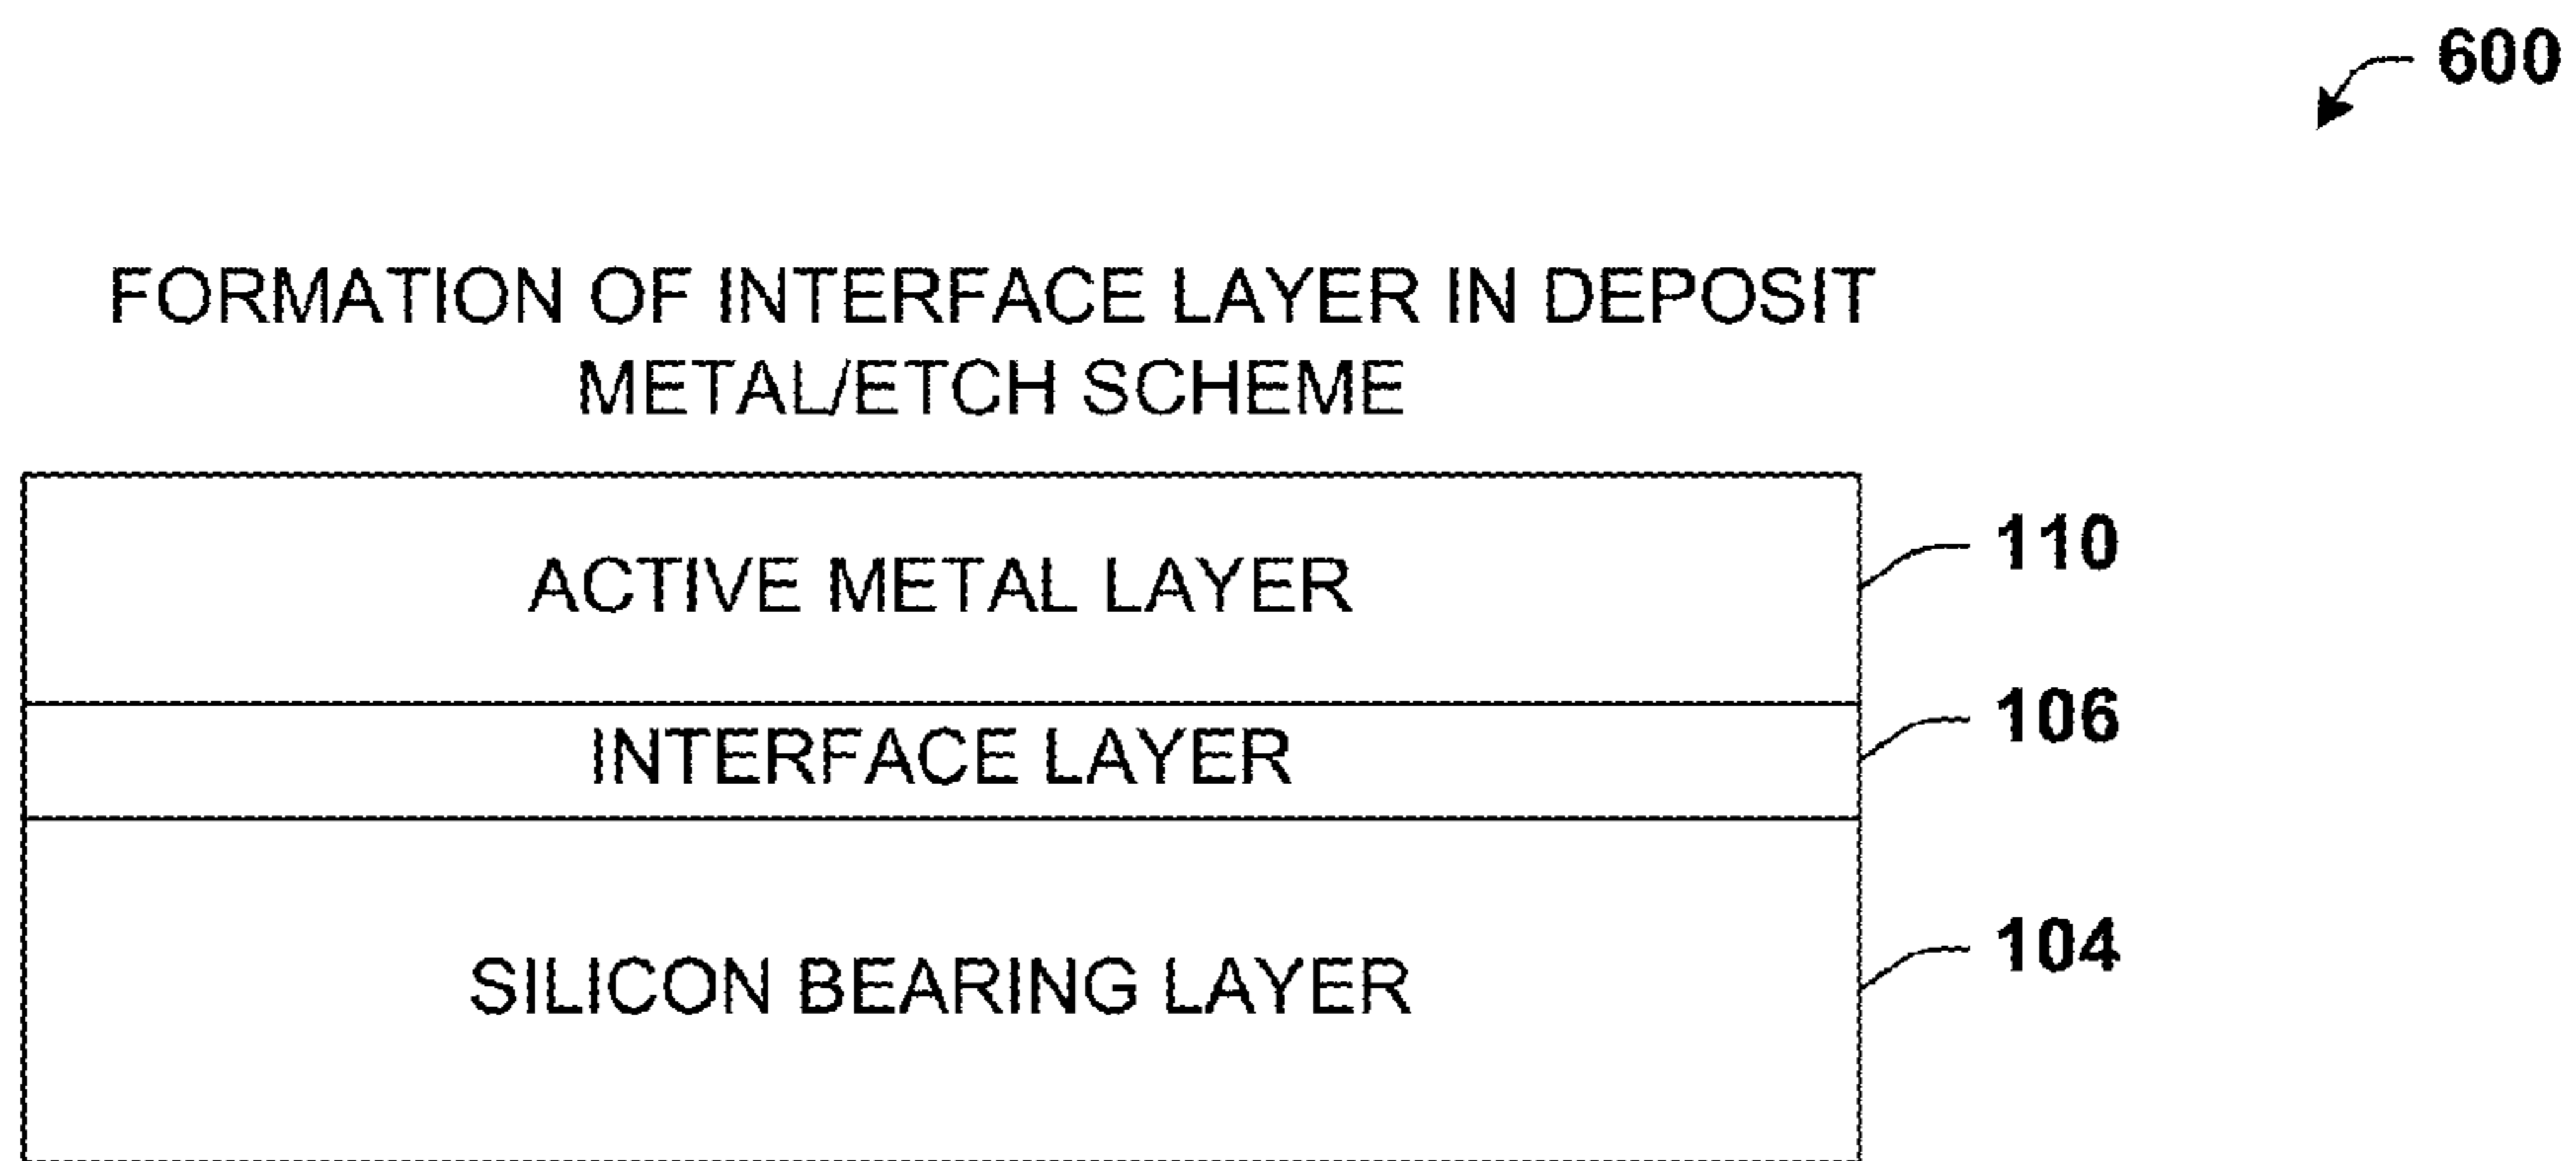 600
FORMATION OF INTERFACE LAYER IN DEPOSIT
METAL/ETCH SCHEME
ACTIVE METAL LAYER
110
INTERFACE LAYER
106
SILICON BEARING LAYER
104